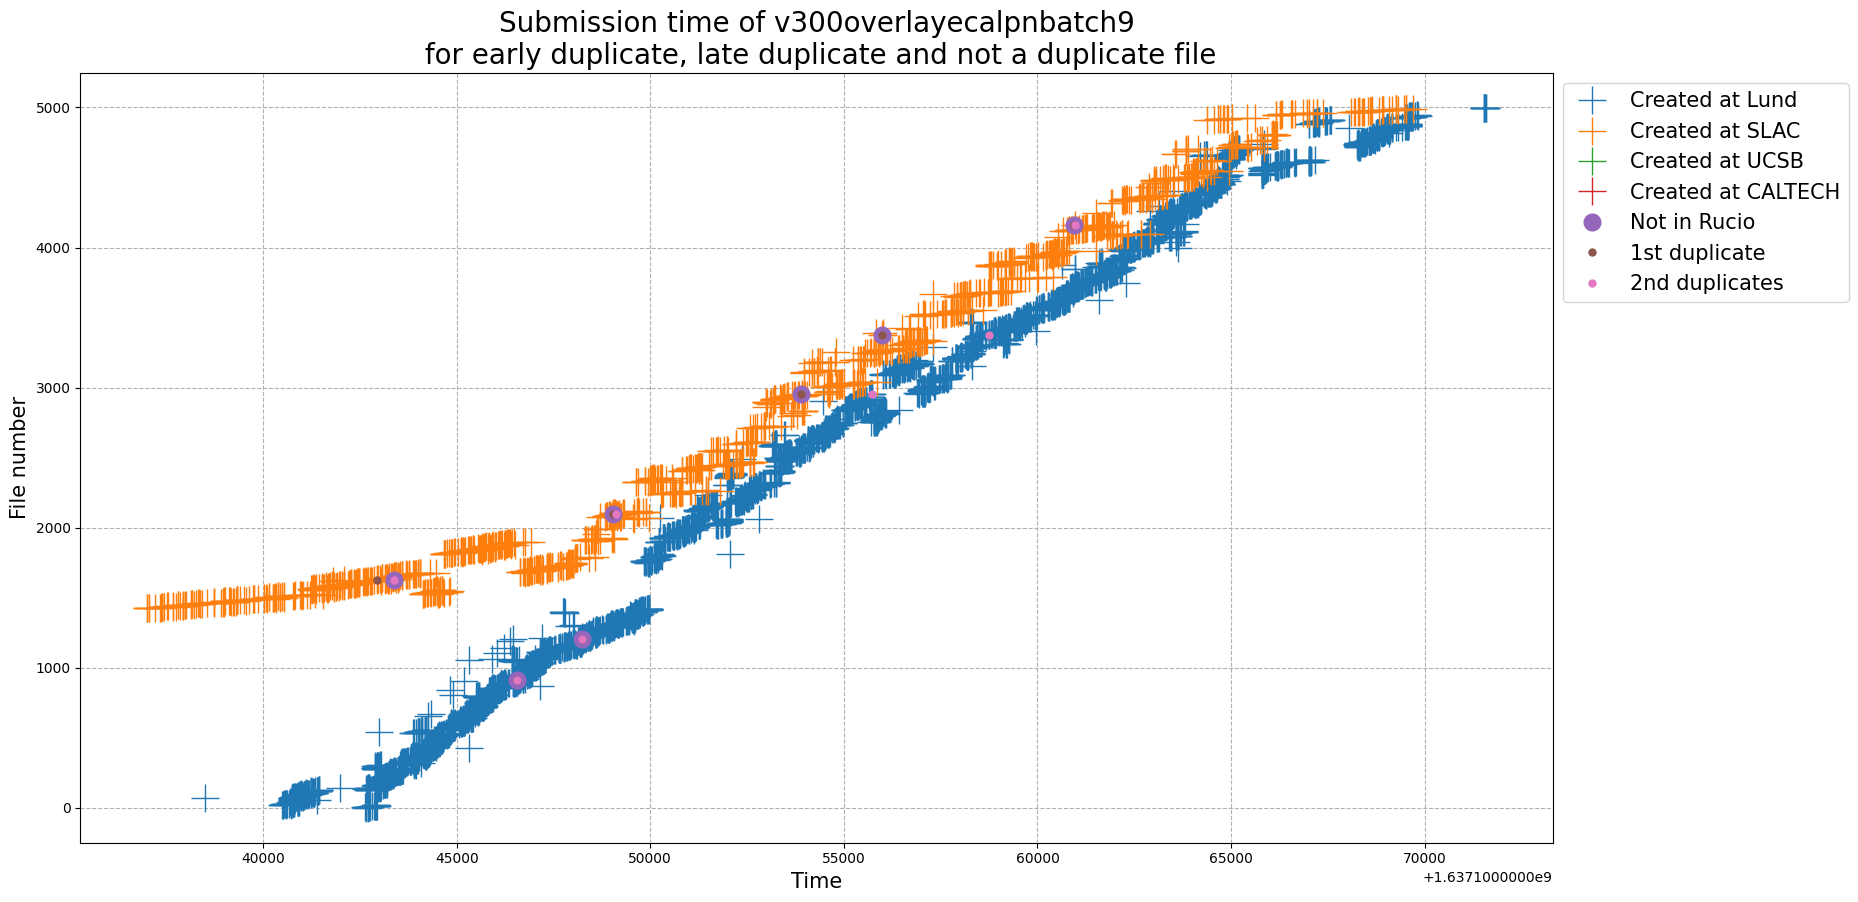 Submission time of v300overlayecalpnbatch9
for early duplicate, late duplicate and not a duplicate file
Created at Lund
Created at SLAC
Created at UCSB
Created at CALTECH
Not in Rucio
1st duplicate
2nd duplicates
File number
5000
4000
3000
2000
1000
0
40000 45000 50000 55000 60000 65000 70000
Time
+1.6371000000e9